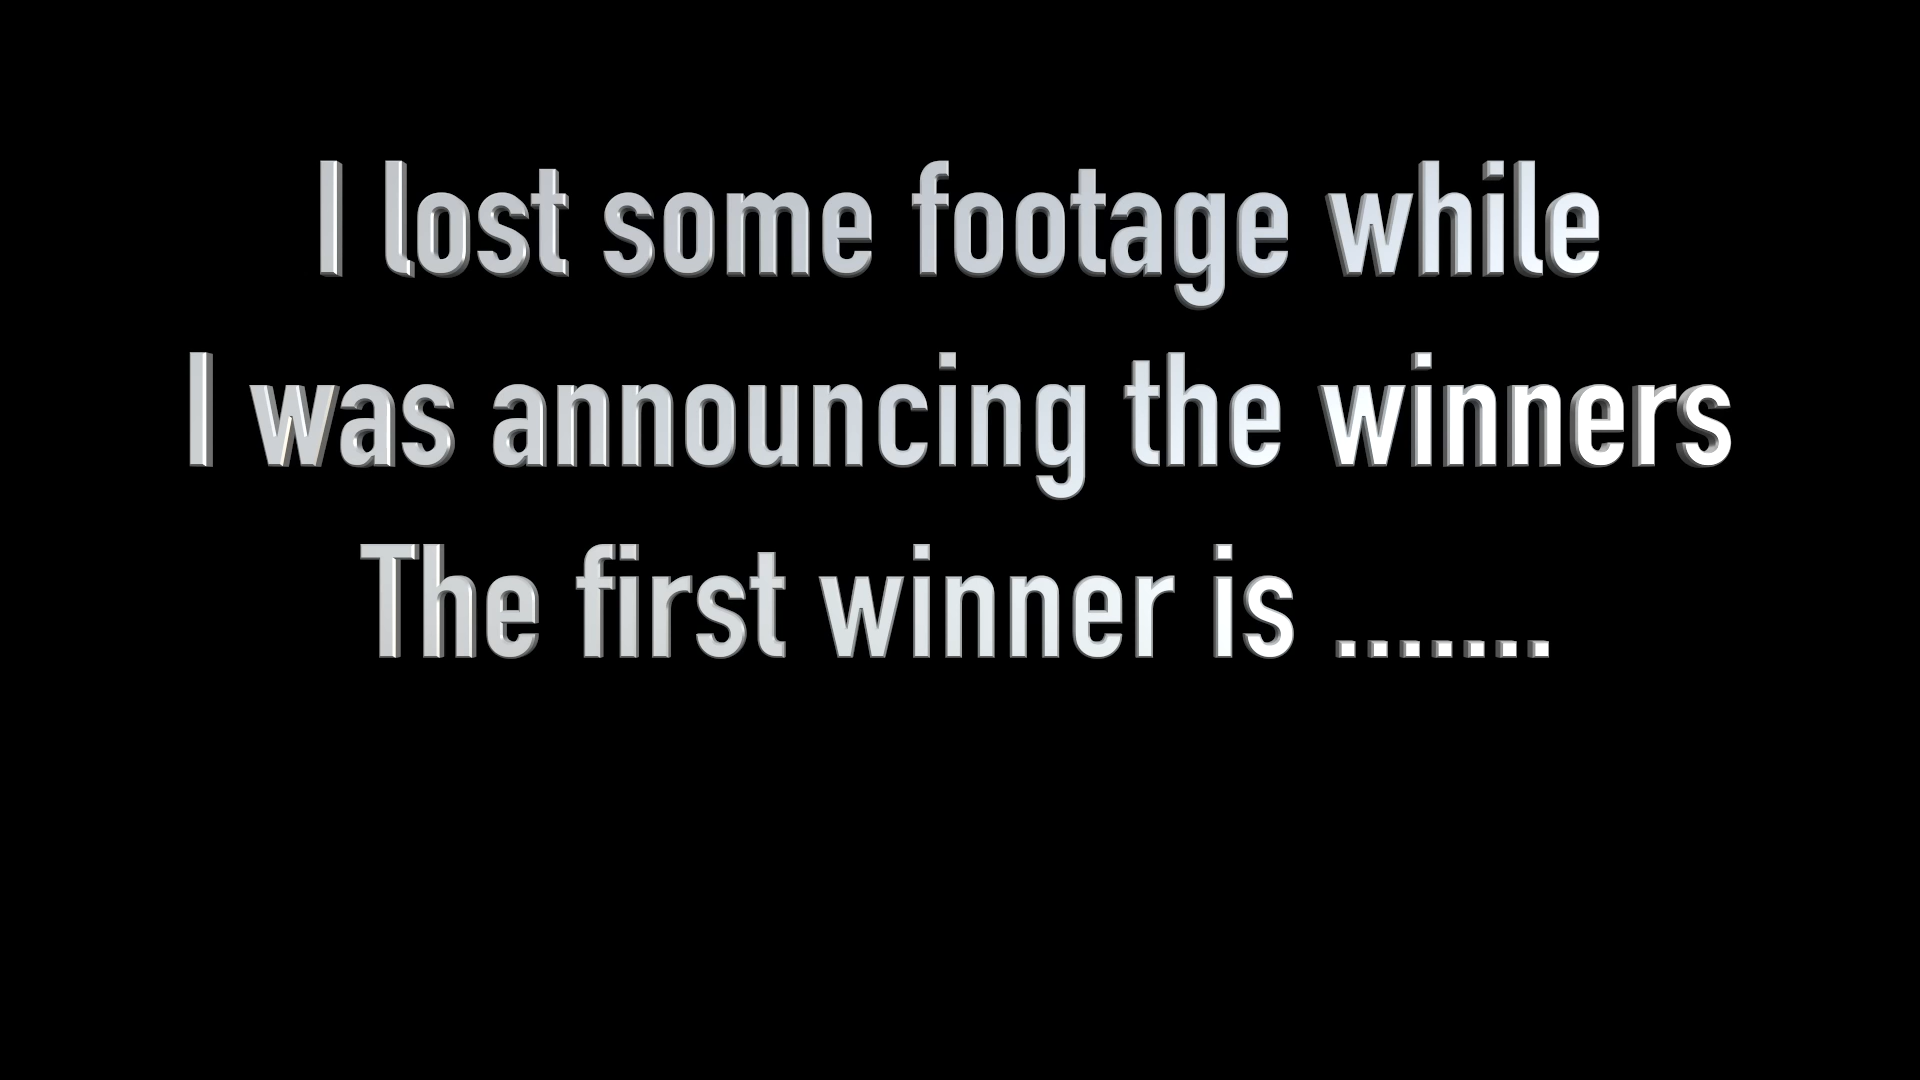 I lost some footage while
I was announcing the winners
The first winner is .......